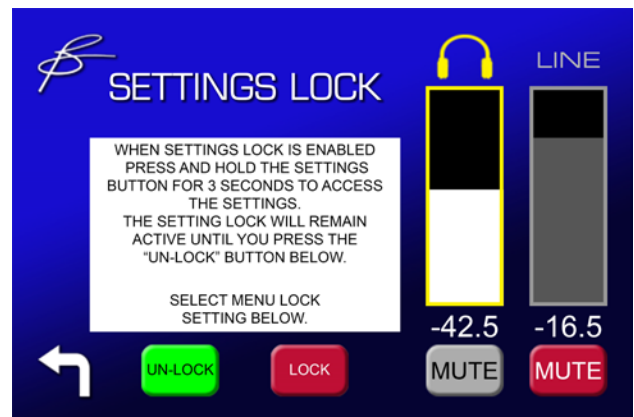 SETTINGS LOCK
WHEN SETTINGS LOCK IS ENABLED
PRESS AND HOLD THE SETTINGS
BUTTON FOR 3 SECONDS TO ACCESS
THE SETTINGS.
THE SETTING LOCK WILL REMAIN
ACTIVE UNTIL YOU PRESS THE
“UN-LOCK” BUTTON BELOW.
SELECT MENU LOCK
SETTING BELOW.
UN-LOCK
LOCK
LINE
-42.5
-16.5
MUTE
MUTE